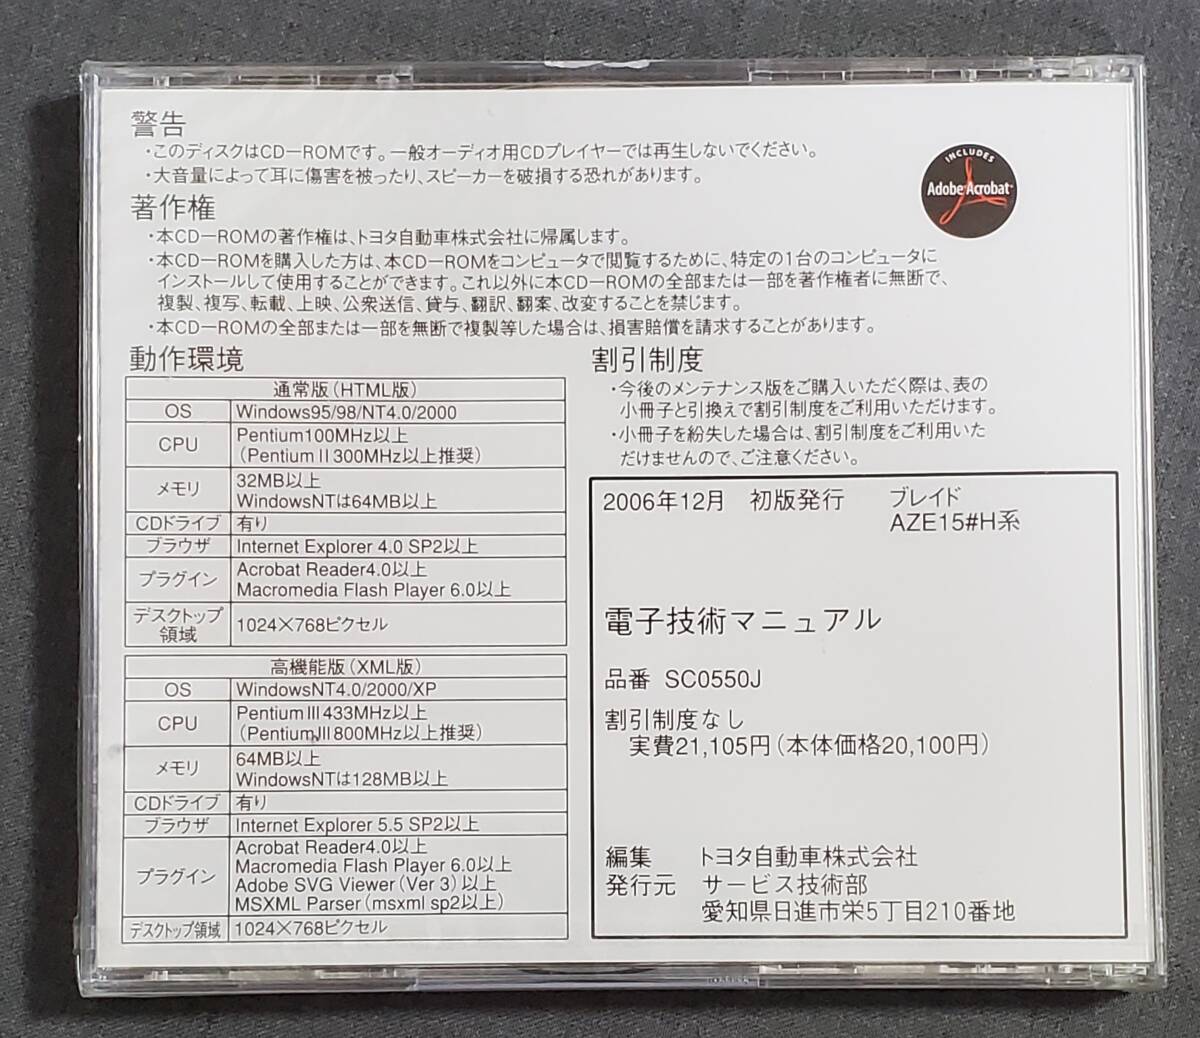 警告
・このディスクはCD－ROMです。一般オーディオ用CDプレイヤーでは再生しないでください。
・大音量によって耳に傷害を被ったり、スピーカーを破損する恐れがあります。
INCLUDES
Adobe Acrobat
著作権
・本CD－ROMの著作権は、トヨタ自動車株式会社に帰属します。
・本CD－ROMを購入した方は、本CD－ROMをコンピュータで閲覧するために、特定の1台のコンピュータに
インストールして使用することができます。これ以外に本CD－ROMの全部または一部を著作権者に無断で、
複製、複写、転載、上映、公衆送信、貸与、翻訳、翻案、改変することを禁じます。
・本CD－ROMの全部または一部を無断で複製等した場合は、損害賠償を請求することがあります。
動作環境
通常版（HTML版）
OS Windows95/98/NT4.0/2000
CPU Pentium100MHz以上
（PentiumⅡ300MHz以上推奨）
メモリ 32MB以上
WindowsNTは64MB以上
CDドライブ 有り
ブラウザ Internet Explorer 4.0 SP2以上
プラグイン Acrobat Reader4.0以上
Macromedia Flash Player 6.0以上
デスクトップ
領域 1024×768ピクセル
高機能版（XML版）
OS WindowsNT4.0/2000/XP
CPU PentiumⅢ433MHz以上
（PentiumⅢ800MHz以上推奨）
メモリ 64MB以上
WindowsNTは128MB以上
CDドライブ 有り
ブラウザ Internet Explorer 5.5 SP2以上
プラグイン Acrobat Reader4.0以上
Macromedia Flash Player 6.0以上
Adobe SVG Viewer（Ver 3）以上
MSXML Parser（msxml sp2以上）
デスクトップ領域 1024×768ピクセル
割引制度
・今後のメンテナンス版をご購入いただく際は、表の
小冊子と引換えで割引制度をご利用いただけます。
・小冊子を紛失した場合は、割引制度をご利用いた
だけませんので、ご注意ください。
2006年12月 初版発行 ブレイド
AZE15#H系
電子技術マニュアル
品番 SC0550J
割引制度なし
実費21,105円（本体価格20,100円）
編集 トヨタ自動車株式会社
発行元 サービス技術部
愛知県日進市栄5丁目210番地